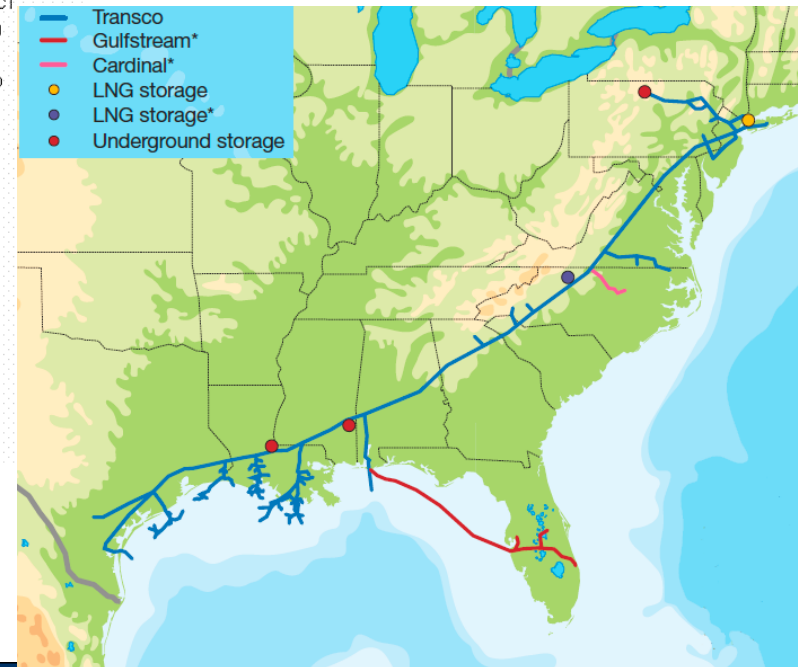 Transco
Gulfstream*
Cardinal*
LNG storage
LNG storage*
Underground storage